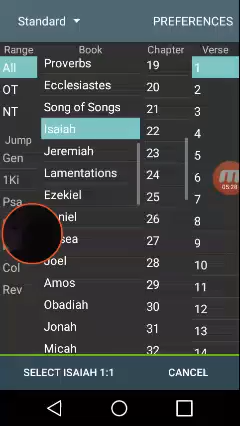 Standard PREFERENCES
Range Book Chapter Verse
All Proverbs 19 1
OT Ecclesiastes 20 2
NT Song of Songs 21 3
Isaiah 22 4
Jump
Jeremiah 23 5
Gen
Lamentations 24 6
1Ki
Ezekiel 25 7
Psa
05:28
26 8
27 9
Joel 28 10
Col
Amos 29 11
Rev
Obadiah 30 12
Jonah 31 13
Micah 32 14
SELECT ISAIAH 1:1 CANCEL